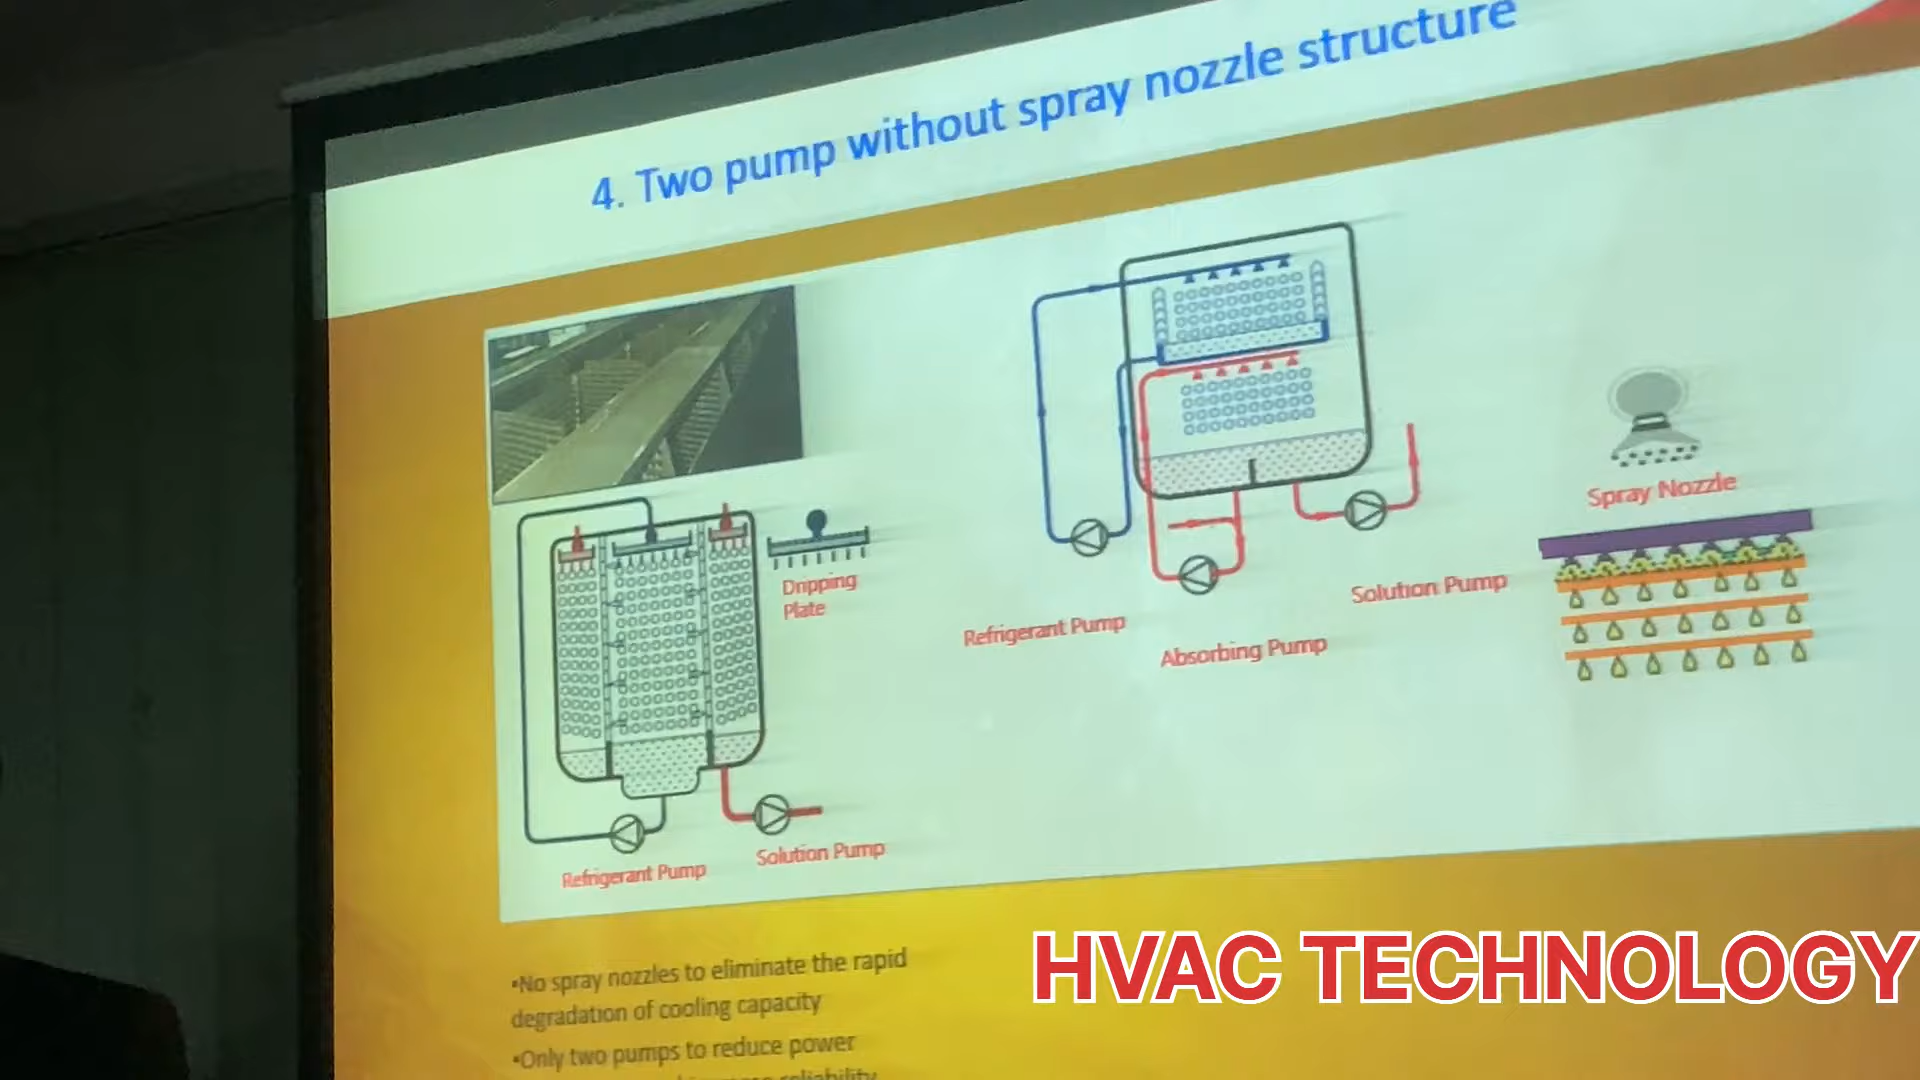 4. Two pump without spray nozzle structure
Dripping
Plate
Refrigerant Pump
Solution Pump
Refrigerant Pump
Absorbing Pump
Solution Pump
Spray Nozzle
•No spray nozzles to eliminate the rapid
degradation of cooling capacity
•Only two pumps to reduce power
reliability
HVAC TECHNOLOGY